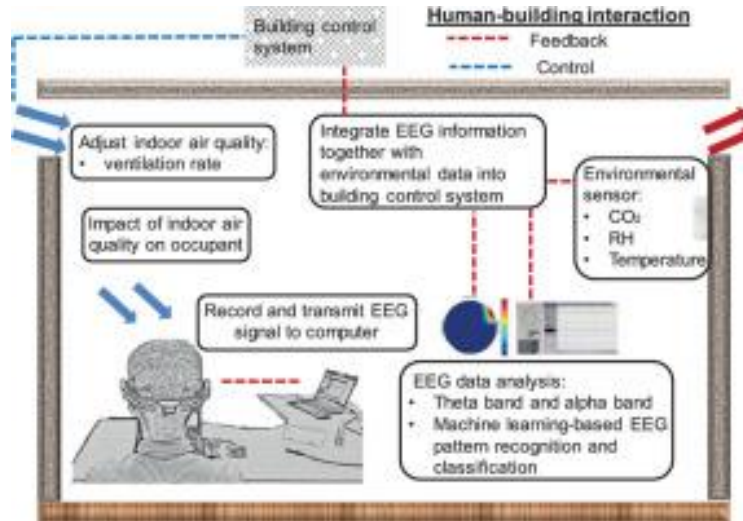 Building control
system
Human-building interaction
Feedback
Control
Adjust indoor air quality:
• ventilation rate
Integrate EEG information
together with
environmental data into
building control system
Environmental
sensor:
• CO₂
• RH
• Temperature
Impact of indoor air
quality on occupant
Record and transmit EEG
signal to computer
EEG data analysis:
• Theta band and alpha band
• Machine learning-based EEG
pattern recognition and
classification